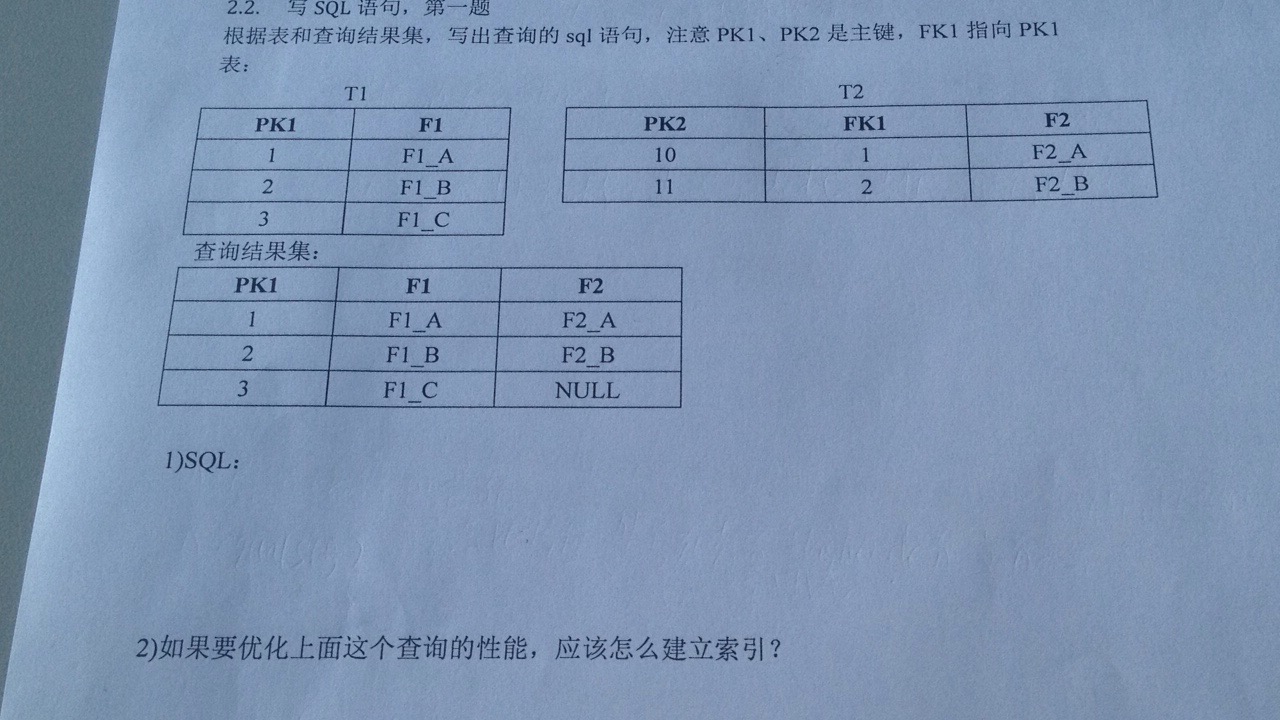 2.2. 写 SQL 语句，第一题
根据表和查询结果集，写出查询的 sql 语句，注意 PK1、PK2 是主键，FK1 指向 PK1
表：
T1
PK1 F1
1 F1_A
2 F1_B
3 F1_C
T2
PK2 FK1 F2
10 1 F2_A
11 2 F2_B
查询结果集：
PK1 F1 F2
1 F1_A F2_A
2 F1_B F2_B
3 F1_C NULL
1)SQL：
2)如果要优化上面这个查询的性能，应该怎么建立索引？